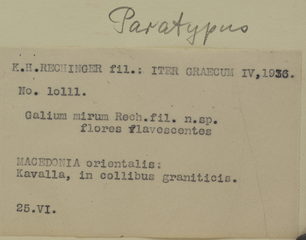 Paratypus
K.H.RECHINGER fil.: ITER GRAECUM IV,1936.
No. 10111.
Galium mirum Rech.fil. n.sp.
flores flavescentes
MACEDONIA orientalis:
Kavalla, in collibus graniticis.
25.VI.